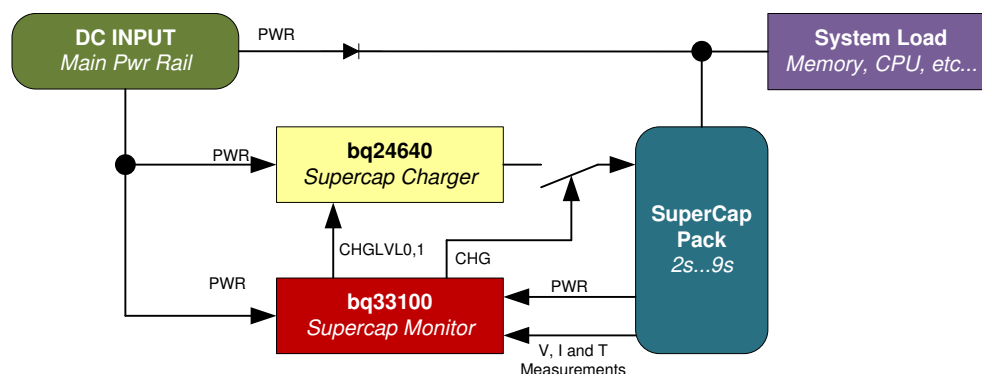 DC INPUT
Main Pwr Rail
PWR
System Load
Memory, CPU, etc...
PWR
bq24640
Supercap Charger
SuperCap
Pack
2s...9s
CHGLVL0,1
CHG
PWR
bq33100
Supercap Monitor
PWR
V, I and T
Measurements